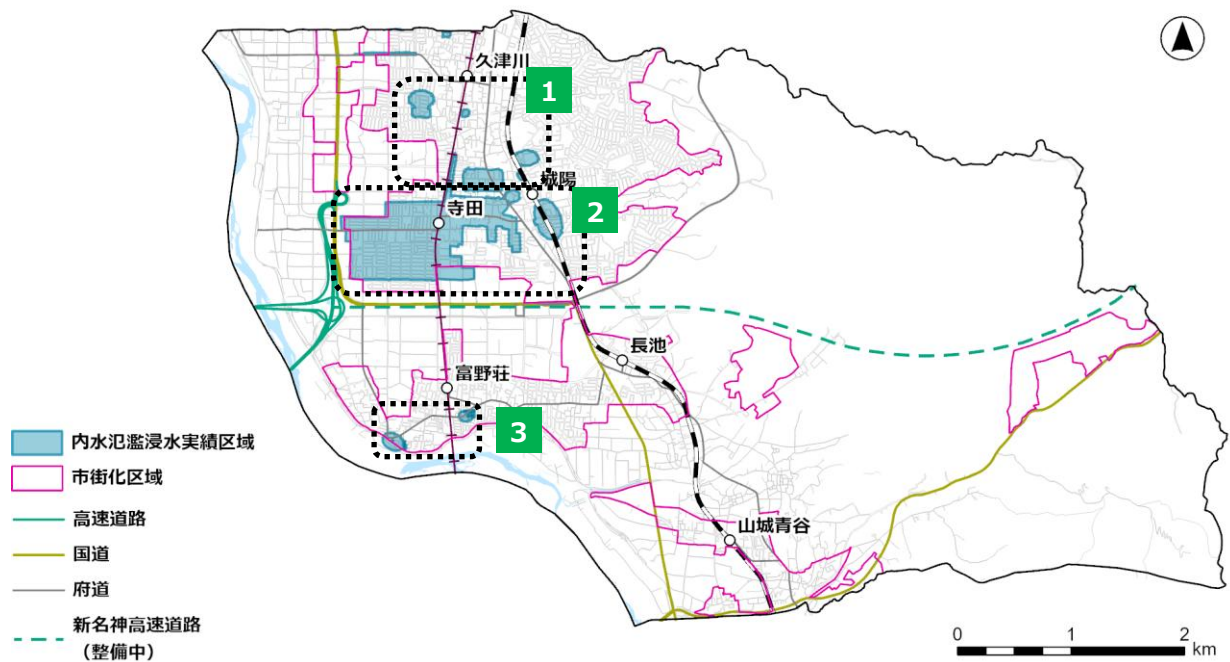 久津川
1
城陽
2
寺田
長池
富野荘
3
山城青谷
内水氾濫浸水実績区域
市街化区域
高速道路
国道
府道
新名神高速道路
(整備中)
0 1 2
km